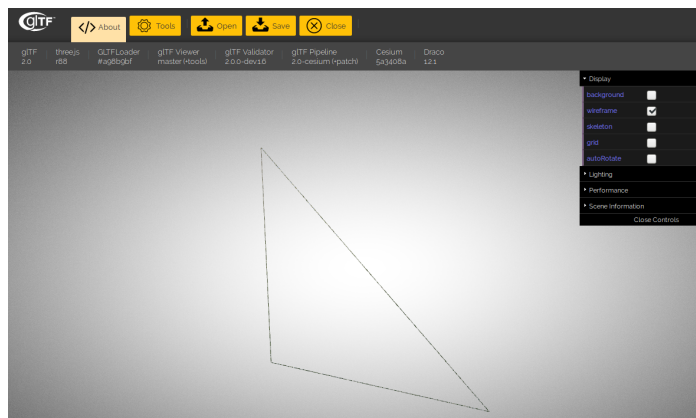 glTF
</> About
Tools
Open
Save
Close
glTF
2.0
three.js
r88
GLTFLoader
#a98b9bf
glTF Viewer
master (+tools)
glTF Validator
2.0.0-dev.1.6
glTF Pipeline
2.0-cesium (+patch)
Cesium
5a3408a
Draco
1.2.1
Display
background
wireframe
skeleton
grid
autoRotate
Lighting
Performance
Scene Information
Close Controls